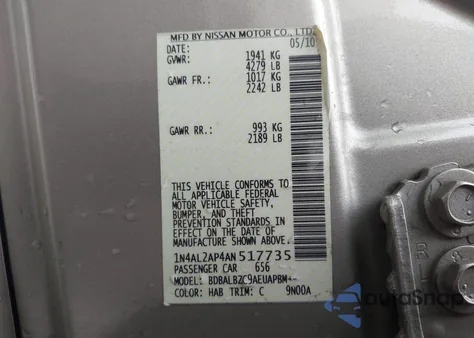 MFD BY NISSAN MOTOR CO., LTD.
DATE: 05/10
GVWR: 1941 KG
4279 LB
GAWR FR.: 1017 KG
2242 LB
GAWR RR.: 993 KG
2189 LB
THIS VEHICLE CONFORMS TO
ALL APPLICABLE FEDERAL
MOTOR VEHICLE SAFETY,
BUMPER, AND THEFT
PREVENTION STANDARDS IN
EFFECT ON THE DATE OF
MANUFACTURE SHOWN ABOVE.
1N4AL2AP4AN517735
PASSENGER CAR 656
MODEL: BDBALBZC9AEUAPBM4
COLOR: HAB TRIM: C 9N00A
AutoSnap